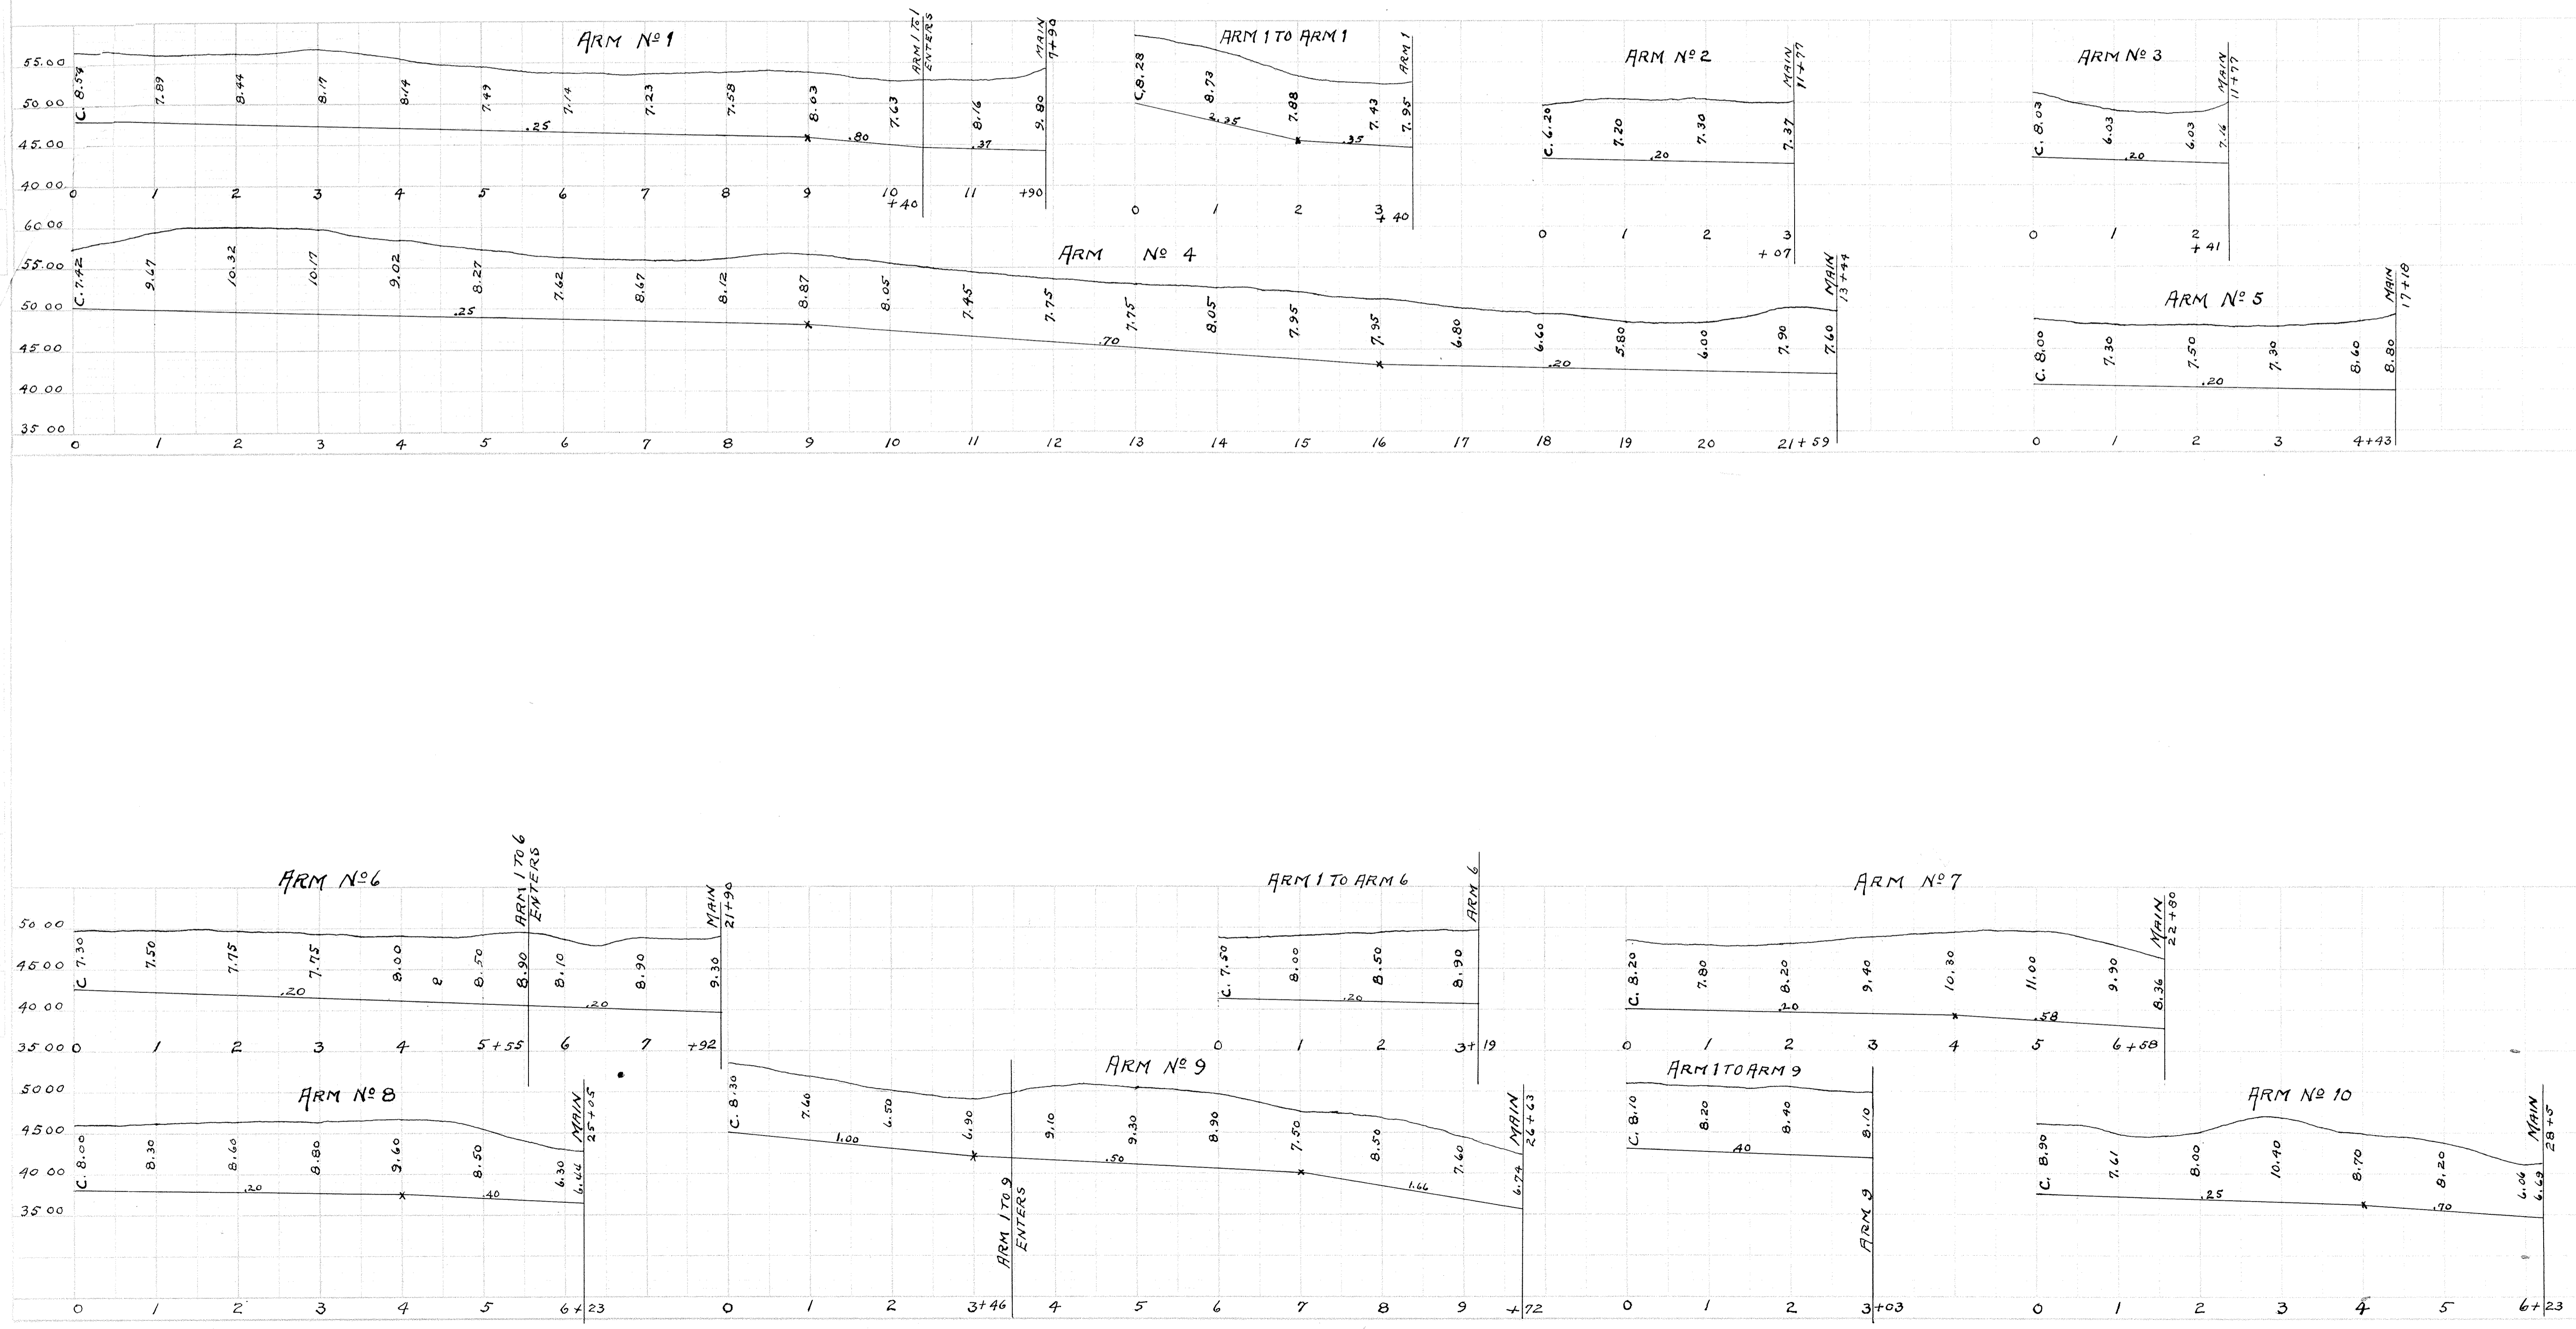 ARM Nº 1
ARM 1 TO 1
ENTERS
MAIN
7+90
55.00
50 00
45.00
40 00
C. 8.54
7.89
8.44
8.17
8.14
7.49
7.14
7.23
7.58
8.03
7.63
8.16
9.80
.25
.80
.37
0 1 2 3 4 5 6 7 8 9 10 11 +90
+40
ARM 1 TO ARM 1
ARM 1
C. 8.28
8.73
7.88
7.43
7.95
2.35
.35
0 1 2 3
+ 40
ARM Nº 2
MAIN
11+77
C. 6.20
7.20
7.30
7.37
.20
0 1 2 3
+ 07
ARM Nº 3
MAIN
11+77
C. 8.03
6.03
6.03
7.16
.20
0 1 2
+ 41
ARM Nº 4
MAIN
13+44
60.00
55.00
50 00
45 00
40 00
35 00
C. 7.42
9.67
10.32
10.17
9.02
8.27
7.62
8.67
8.12
8.87
8.05
7.45
7.75
7.75
8.05
7.95
7.95
6.80
6.60
5.80
6.00
7.90
7.60
.25
.70
.20
0 1 2 3 4 5 6 7 8 9 10 11 12 13 14 15 16 17 18 19 20 21+59
ARM Nº 5
MAIN
17+18
C. 8.00
7.30
7.50
7.30
8.60
8.80
.20
0 1 2 3 4+43
ARM Nº 6
ARM 1 TO 6
ENTERS
MAIN
21+90
50 00
45 00
40 00
35 00
C 7.30
7.50
7.75
7.75
8.00
8
8.50
8.90
8.10
8.90
9.30
.20
.20
0 1 2 3 4 5+55 6 7 +92
ARM 1 TO ARM 6
ARM 6
C. 7.50
8.00
8.50
8.90
.20
0 1 2 3+19
ARM Nº 7
MAIN
22+80
C. 8.20
7.80
8.20
9.40
10.30
11.00
9.90
8.36
.20
.58
0 1 2 3 4 5 6+58
ARM Nº 8
MAIN
25+05
50 00
45 00
40 00
35 00
C. 8.00
8.30
8.60
8.80
9.60
8.50
6.30
6.44
.20
.40
0 1 2 3 4 5 6+23
ARM Nº 9
MAIN
26+63
C. 8.30
7.60
6.50
6.90
9.10
9.30
8.90
7.50
8.50
7.60
6.74
1.00
.50
1.66
ARM 1 TO 9
ENTERS
0 1 2 3+46 4 5 6 7 8 9 +72
ARM 1 TO ARM 9
C. 8.10
8.20
8.40
8.10
.40
ARM 9
0 1 2 3+03
ARM Nº 10
MAIN
28+5
C. 8.90
7.61
8.00
10.40
8.70
8.20
6.06
6.69
.25
.70
0 1 2 3 4 5 6+23